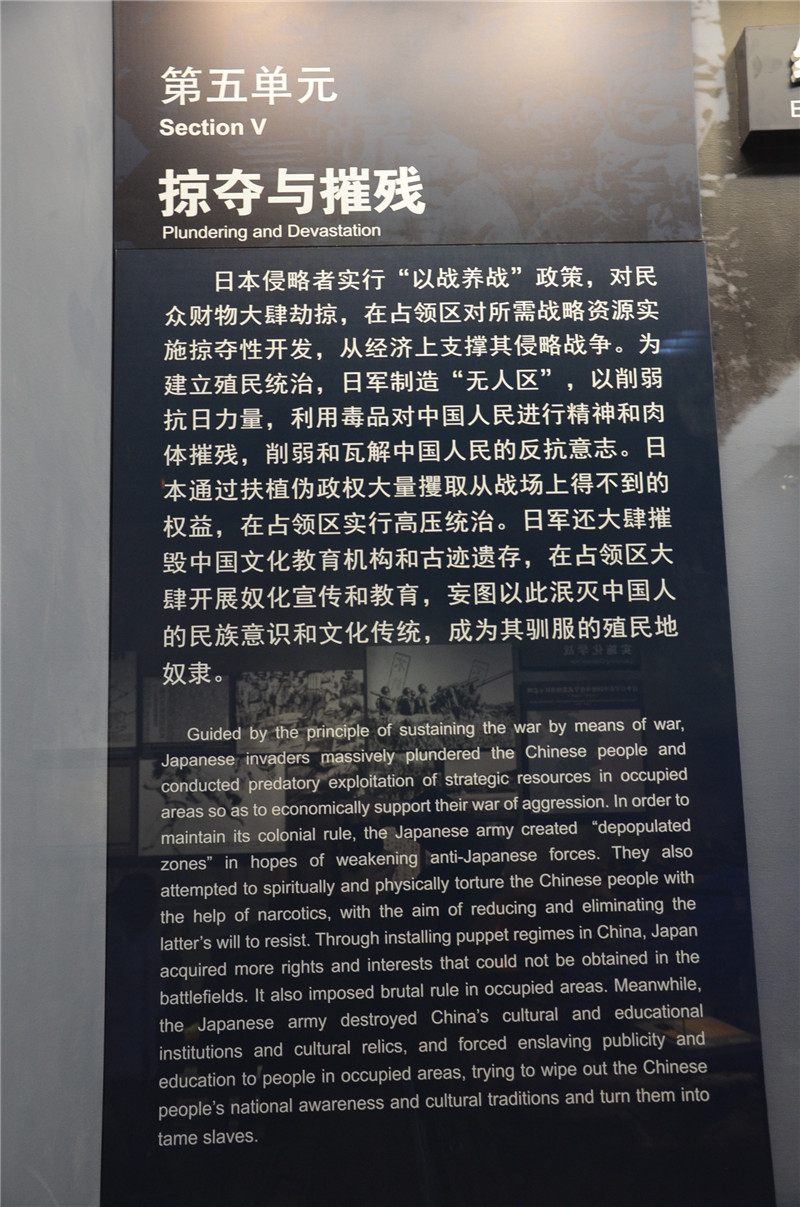 第五单元
Section V
掠夺与摧残
Plundering and Devastation
日本侵略者实行“以战养战”政策，对民
众财物大肆劫掠，在占领区对所需战略资源实
施掠夺性开发，从经济上支撑其侵略战争。为
建立殖民统治，日军制造“无人区”，以削弱
抗日力量，利用毒品对中国人民进行精神和肉
体摧残，削弱和瓦解中国人民的反抗意志。日
本通过扶植伪政权大量攫取从战场上得不到的
权益，在占领区实行高压统治。日军还大肆摧
毁中国文化教育机构和古迹遗存，在占领区大
肆开展奴化宣传和教育，妄图以此泯灭中国人
的民族意识和文化传统，成为其驯服的殖民地
奴隶。
Guided by the principle of sustaining the war by means of war,
Japanese invaders massively plundered the Chinese people and
conducted predatory exploitation of strategic resources in occupied
areas so as to economically support their war of aggression. In order to
maintain its colonial rule, the Japanese army created “depopulated
zones” in hopes of weakening anti-Japanese forces. They also
attempted to spiritually and physically torture the Chinese people with
the help of narcotics, with the aim of reducing and eliminating the
latter’s will to resist. Through installing puppet regimes in China, Japan
acquired more rights and interests that could not be obtained in the
battlefields. It also imposed brutal rule in occupied areas. Meanwhile,
the Japanese army destroyed China’s cultural and educational
institutions and cultural relics, and forced enslaving publicity and
education to people in occupied areas, trying to wipe out the Chinese
people’s national awareness and cultural traditions and turn them into
tame slaves.